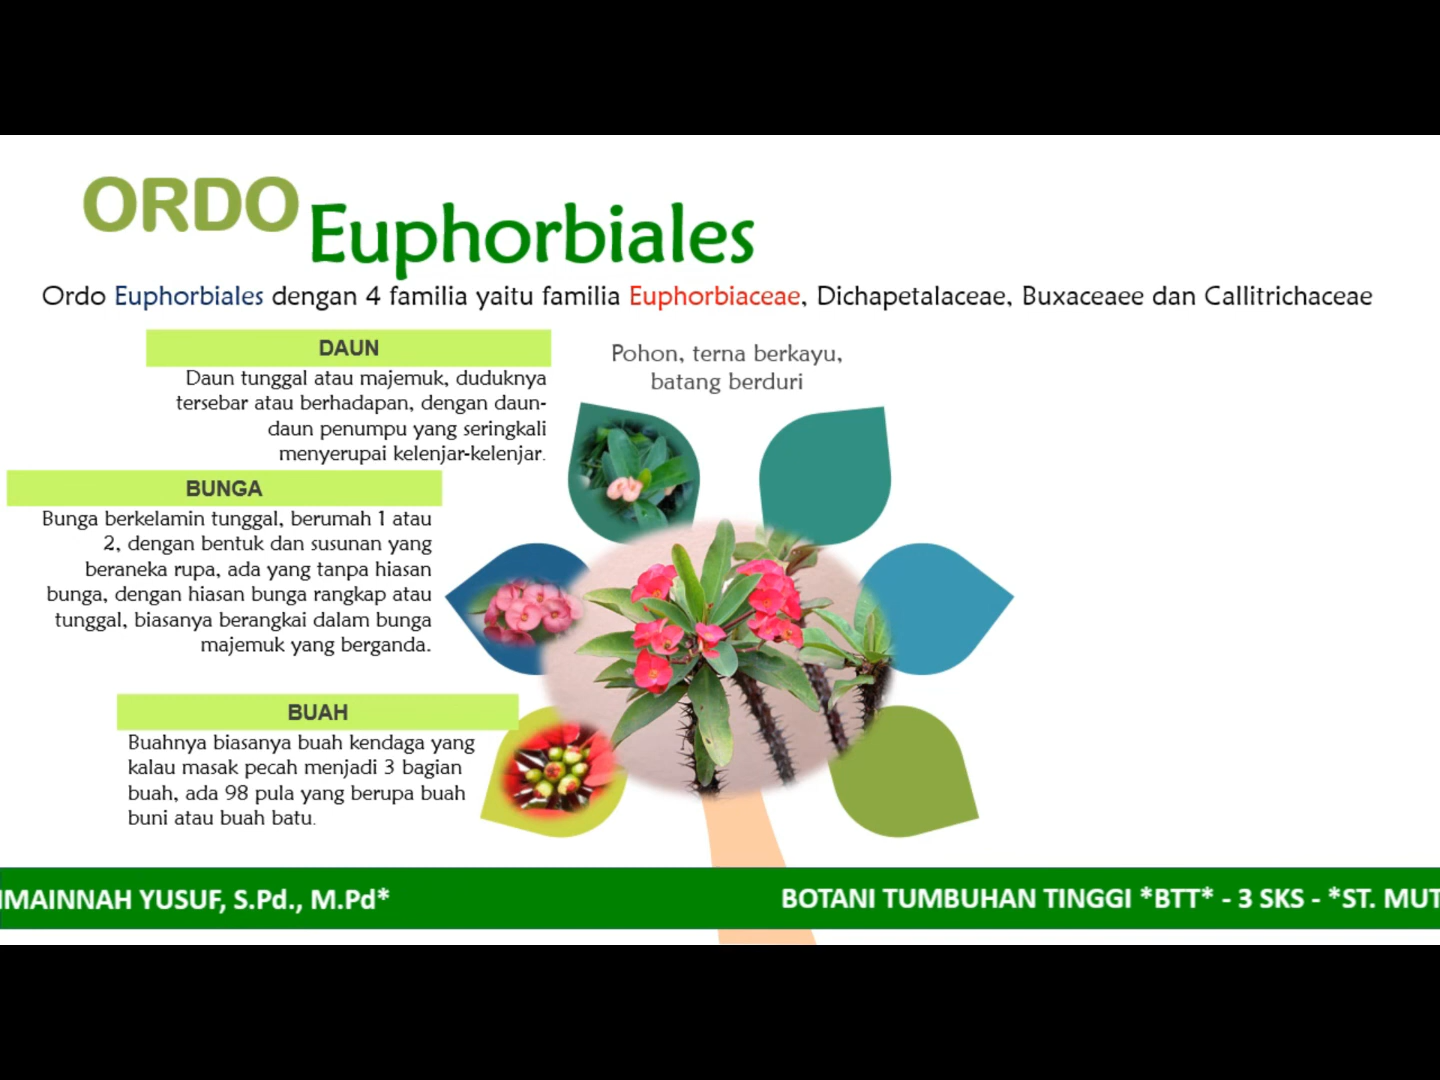 ORDO Euphorbiales
Ordo Euphorbiales dengan 4 familia yaitu familia Euphorbiaceae, Dichapetalaceae, Buxaceaee dan Callitrichaceae
DAUN
Daun tunggal atau majemuk, duduknya
tersebar atau berhadapan, dengan daun-
daun penumpu yang seringkali
menyerupai kelenjar-kelenjar.
Pohon, terna berkayu,
batang berduri
BUNGA
Bunga berkelamin tunggal, berumah 1 atau
2, dengan bentuk dan susunan yang
beraneka rupa, ada yang tanpa hiasan
bunga, dengan hiasan bunga rangkap atau
tunggal, biasanya berangkai dalam bunga
majemuk yang berganda.
BUAH
Buahnya biasanya buah kendaga yang
kalau masak pecah menjadi 3 bagian
buah, ada 98 pula yang berupa buah
buni atau buah batu.
IMAINNAH YUSUF, S.Pd., M.Pd*
BOTANI TUMBUHAN TINGGI *BTT* - 3 SKS - *ST. MUT